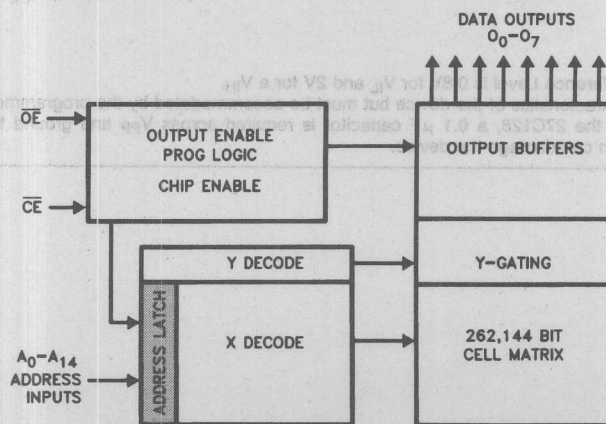 DATA OUTPUTS
O0–O7
OE
CE
OUTPUT ENABLE
PROG LOGIC
CHIP ENABLE
OUTPUT BUFFERS
Y DECODE
Y-GATING
ADDRESS LATCH
X DECODE
262,144 BIT
CELL MATRIX
A0–A14
ADDRESS
INPUTS